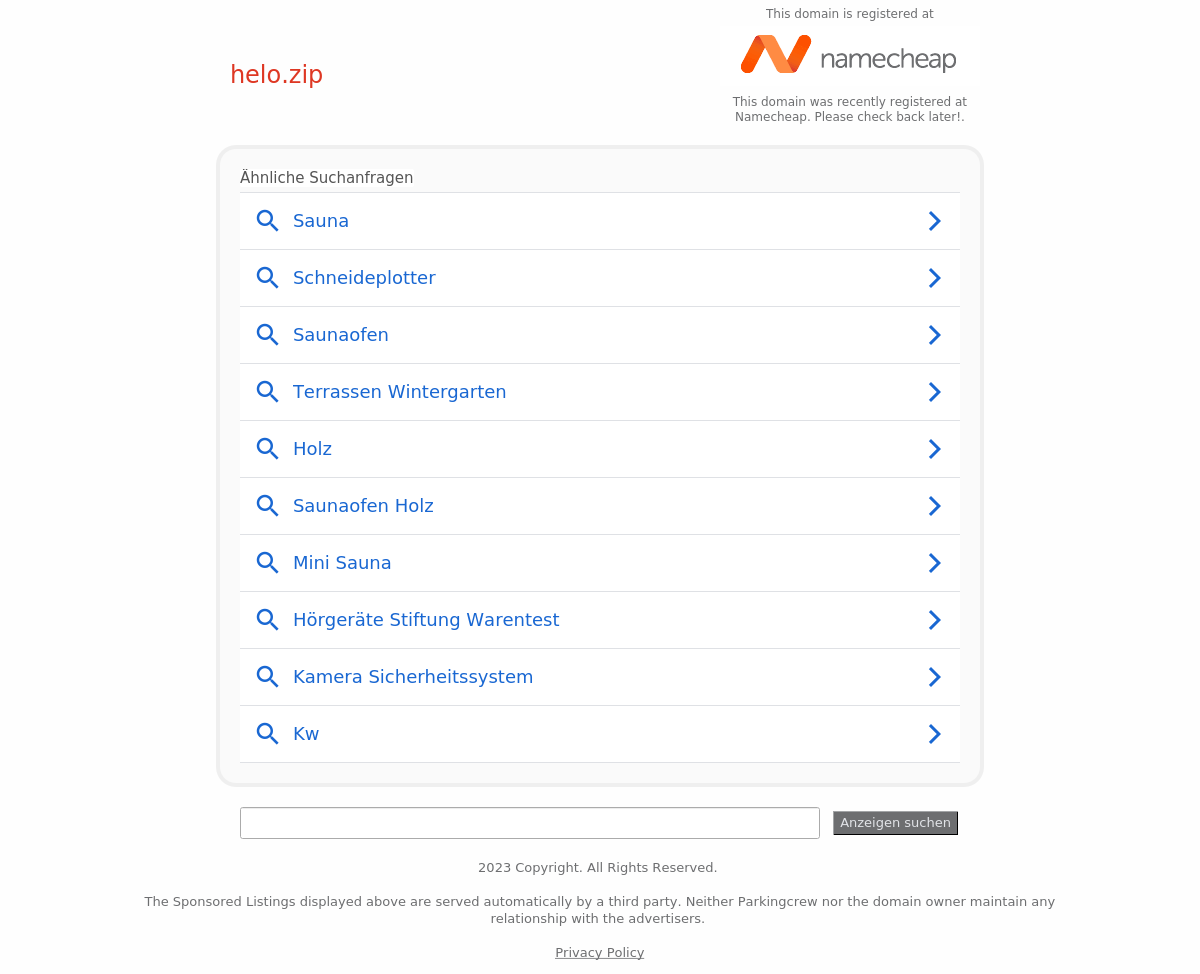 This domain is registered at
namecheap
helo.zip
This domain was recently registered at
Namecheap. Please check back later!.
Ähnliche Suchanfragen
Sauna
Schneideplotter
Saunaofen
Terrassen Wintergarten
Holz
Saunaofen Holz
Mini Sauna
Hörgeräte Stiftung Warentest
Kamera Sicherheitssystem
Kw
Anzeigen suchen
2023 Copyright. All Rights Reserved.
The Sponsored Listings displayed above are served automatically by a third party. Neither Parkingcrew nor the domain owner maintain any
relationship with the advertisers.
Privacy Policy